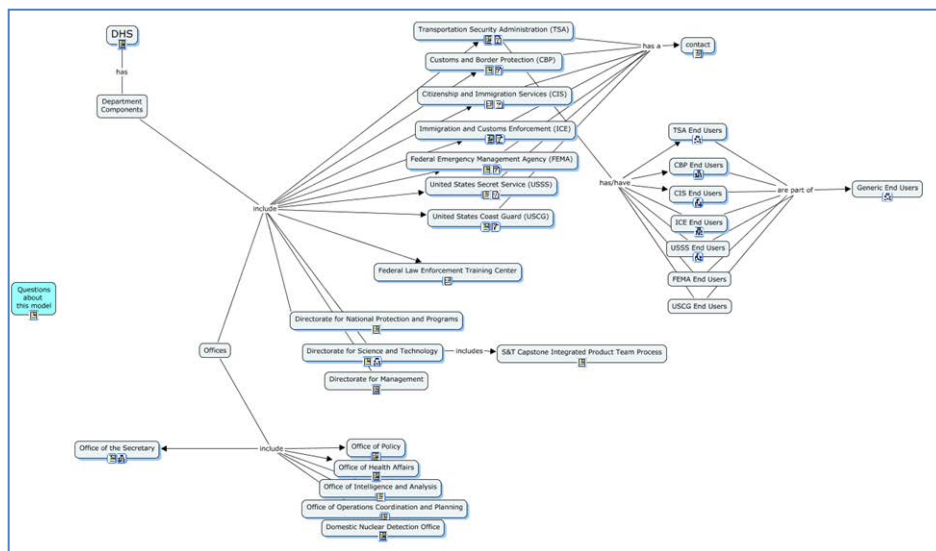 DHS
has
Department
Components
Transportation Security Administration (TSA)
Customs and Border Protection (CBP)
Citizenship and Immigration Services (CIS)
Immigration and Customs Enforcement (ICE)
Federal Emergency Management Agency (FEMA)
United States Secret Service (USSS)
United States Coast Guard (USCG)
has a
contact
include
Federal Law Enforcement Training Center
has/have
TSA End Users
CBP End Users
CIS End Users
ICE End Users
USSS End Users
FEMA End Users
USCG End Users
are part of
Generic End Users
Questions
about
this model
Directorate for National Protection and Programs
Offices
Directorate for Science and Technology
includes
S&T Capstone Integrated Product Team Process
Directorate for Management
Office of the Secretary
include
Office of Policy
Office of Health Affairs
Office of Intelligence and Analysis
Office of Operations Coordination and Planning
Domestic Nuclear Detection Office